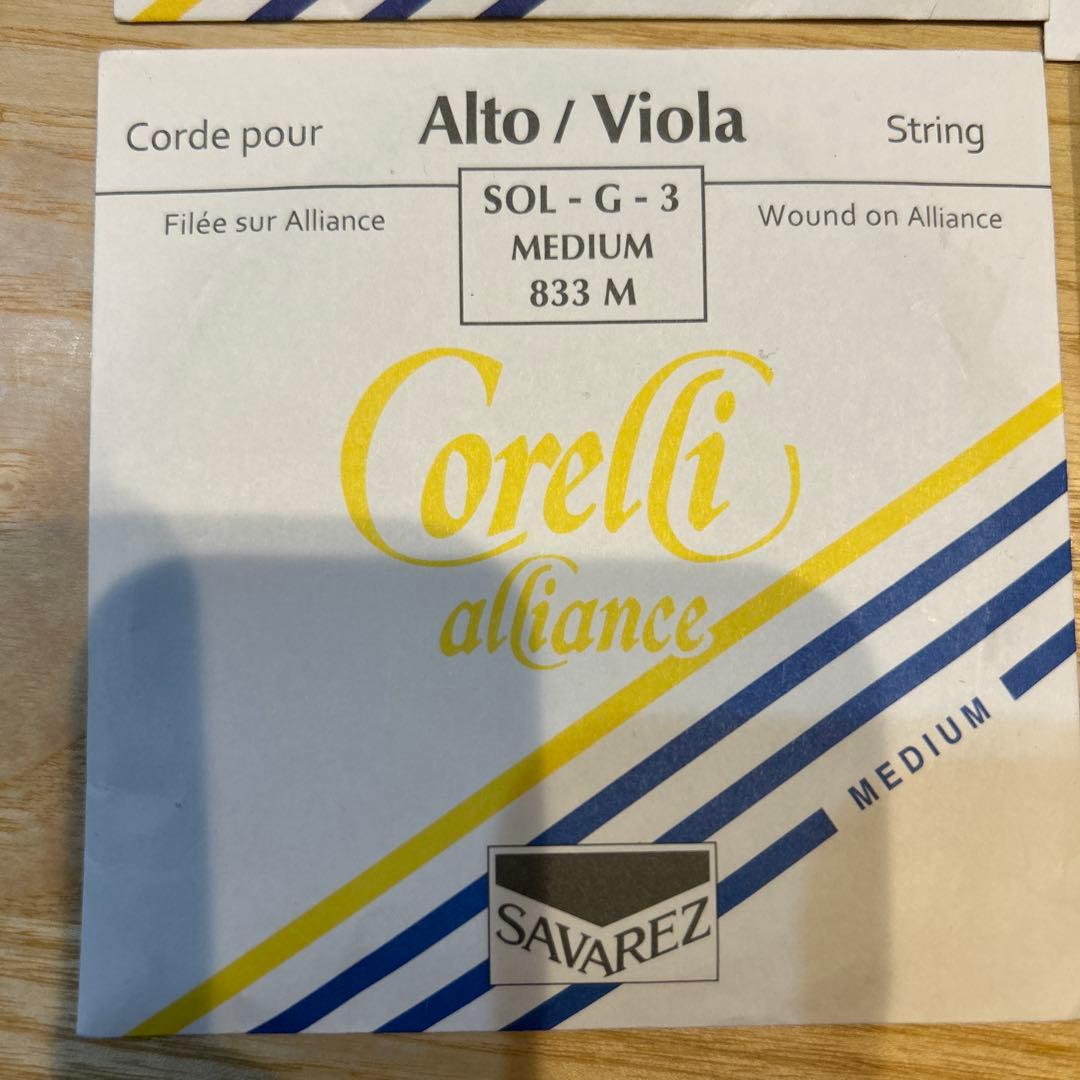 Corde pour
Alto / Viola
String
Filée sur Alliance
SOL - G - 3
MEDIUM
833 M
Wound on Alliance
Corelli
alliance
MEDIUM
SAVAREZ